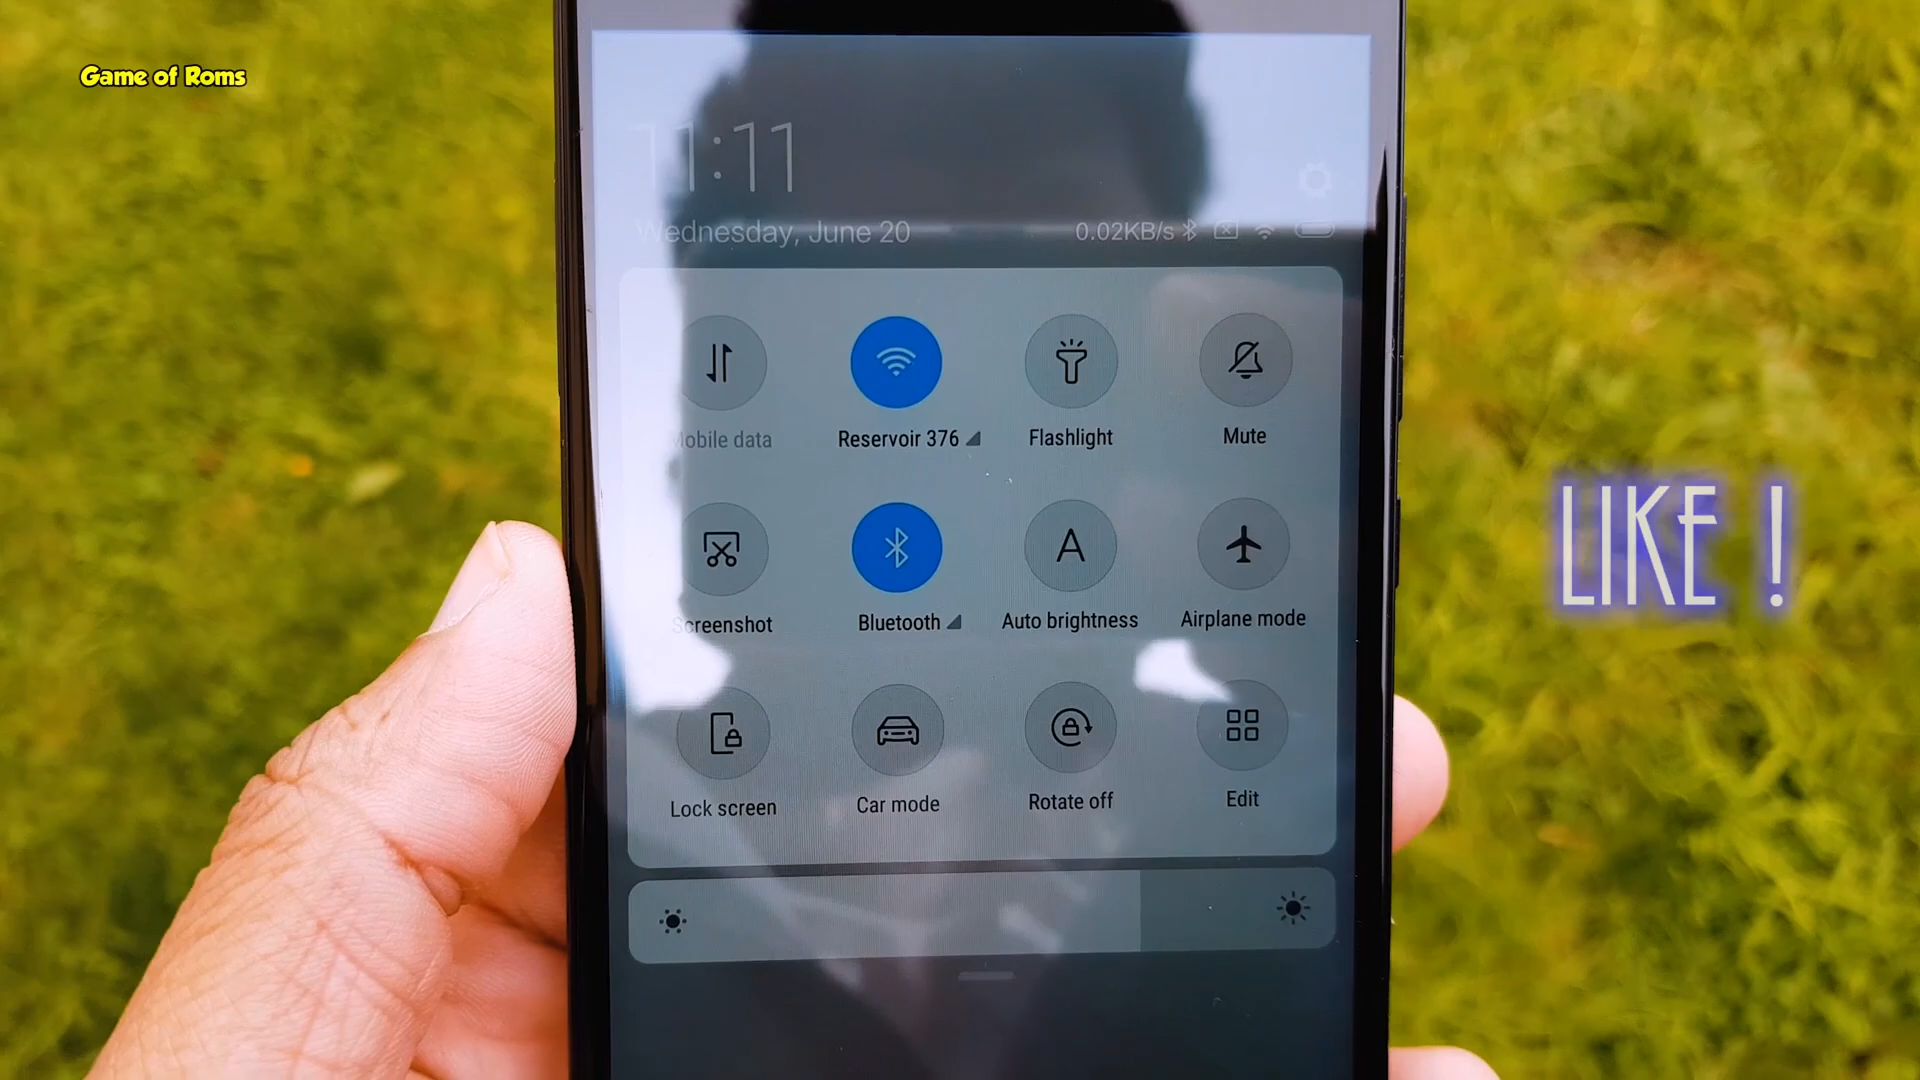 Game of Roms
11:11
Wednesday, June 20
0.02KB/s
Mobile data
Reservoir 376
Flashlight
Mute
LIKE !
Screenshot
Bluetooth
A
Auto brightness
Airplane mode
Lock screen
Car mode
Rotate off
Edit